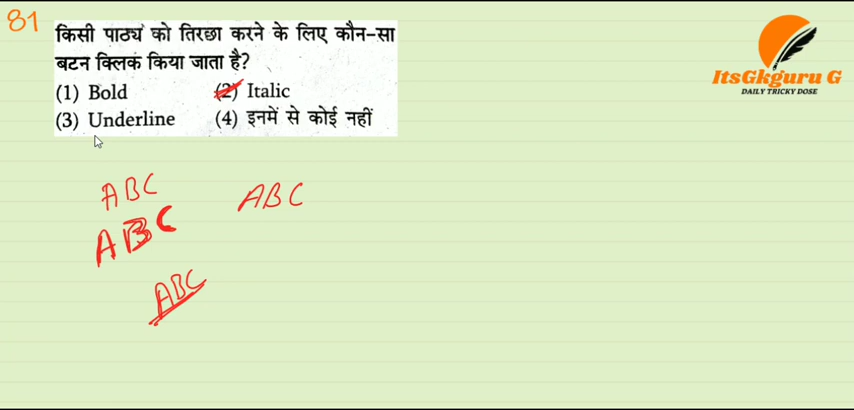 81
किसी पाठ्य को तिरछा करने के लिए कौन-सा
बटन क्लिक किया जाता है?
(1) Bold (2) Italic
(3) Underline (4) इनमें से कोई नहीं
ItsGkguru G
DAILY TRICKY DOSE
ABC ABC
ABC
ABC